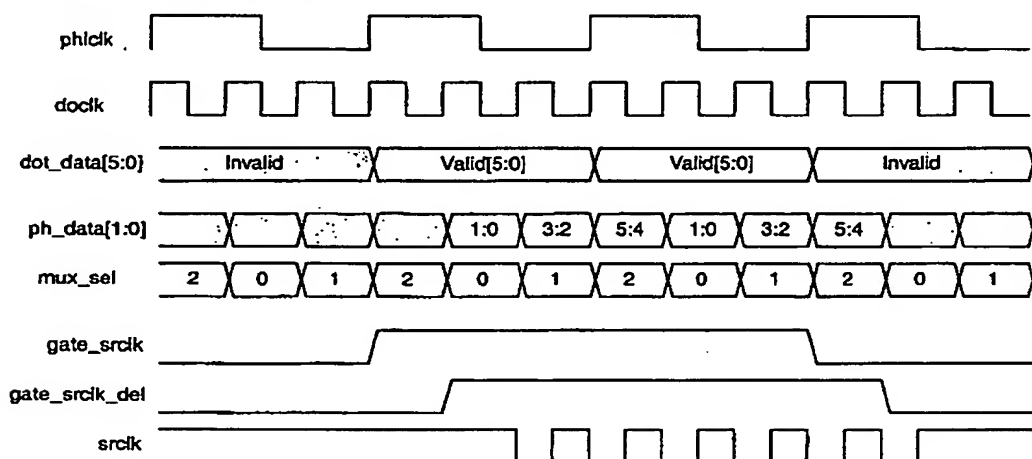 phiclk
doclk
dot_data[5:0]
Invalid Valid[5:0] Valid[5:0] Invalid
ph_data[1:0]
1:0 3:2 5:4 1:0 3:2 5:4
mux_sel
2 0 1 2 0 1 2 0 1 2 0 1
gate_srclk
gate_srclk_del
srclk